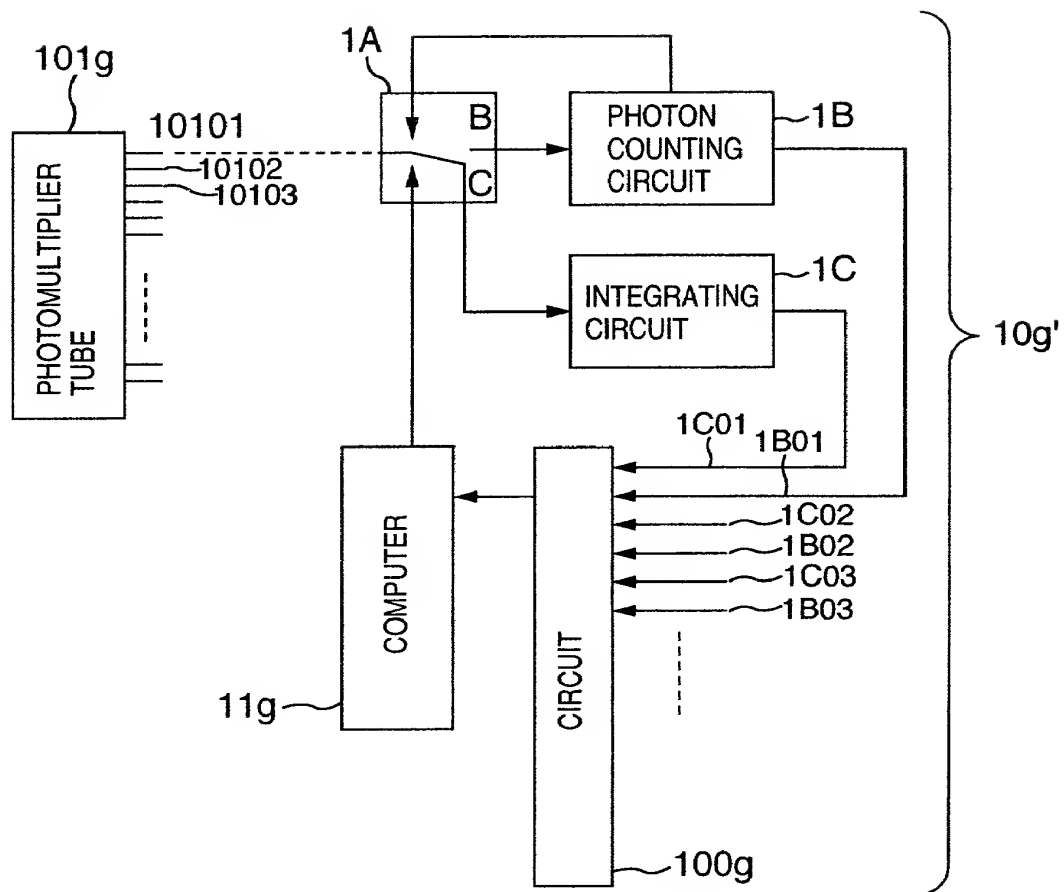 101g
1A
10101
10102
10103
B
C
PHOTON
COUNTING
CIRCUIT
1B
PHOTOMULTIPLIER
TUBE
INTEGRATING
CIRCUIT
1C
10g'
1C01
1B01
1C02
1B02
1C03
1B03
COMPUTER
CIRCUIT
11g
100g